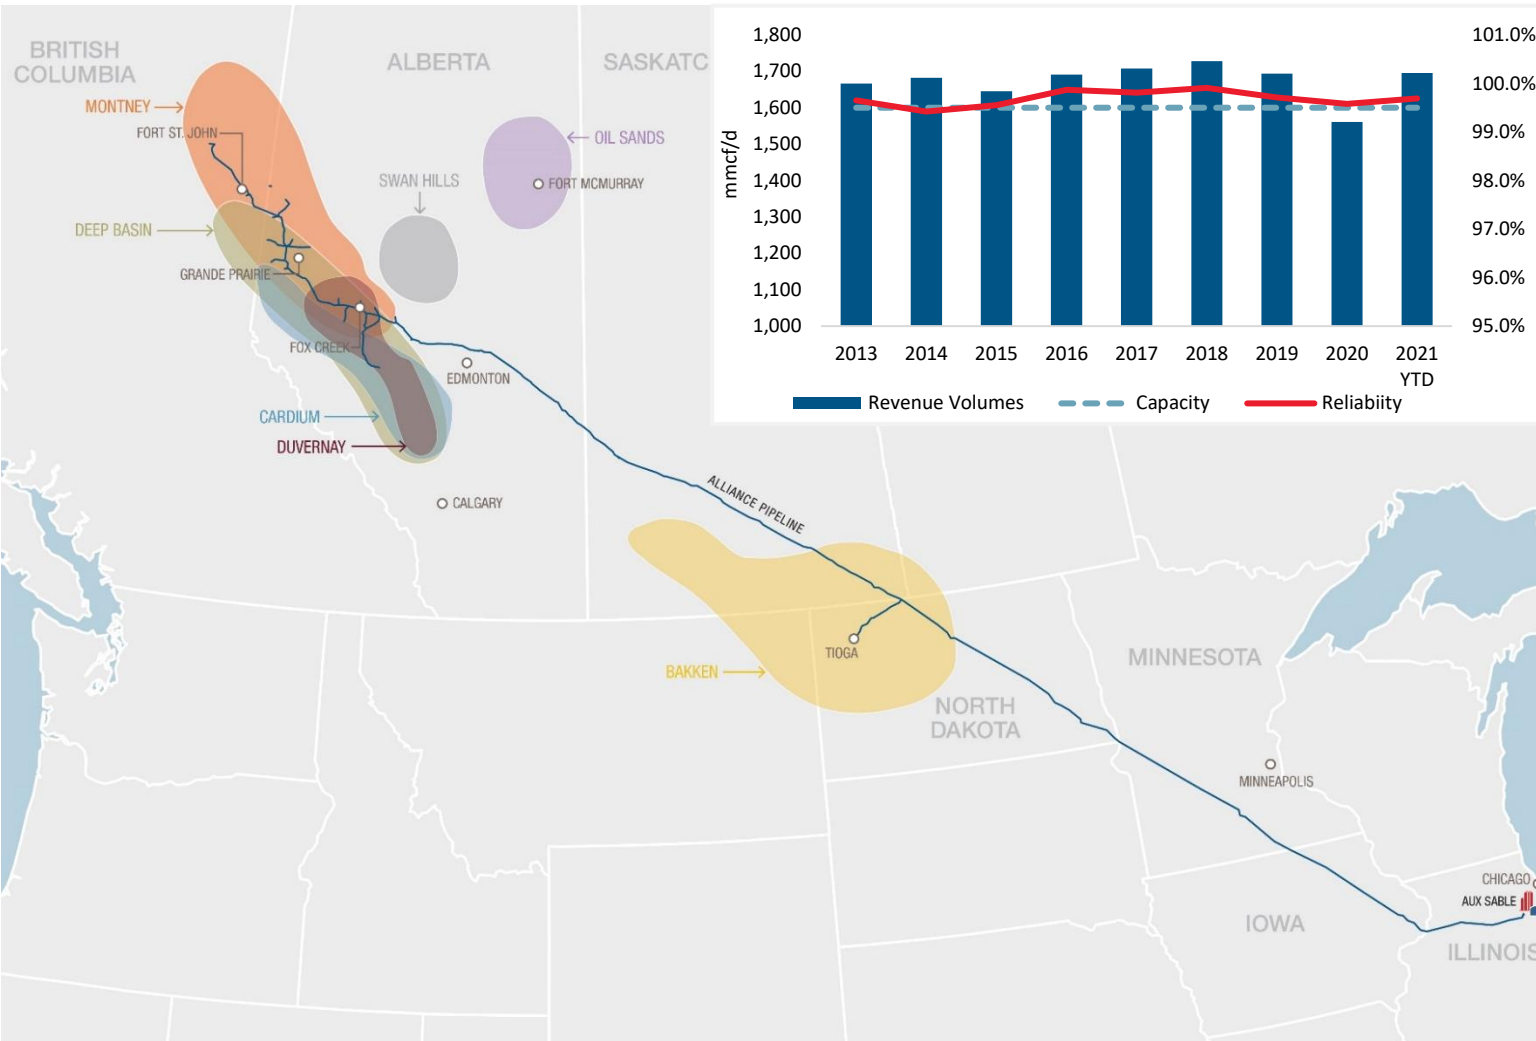 BRITISH
COLUMBIA
ALBERTA
SASKATC
MONTNEY
FORT ST. JOHN
OIL SANDS
FORT MCMURRAY
SWAN HILLS
DEEP BASIN
GRANDE PRAIRIE
FOX CREEK
EDMONTON
CARDIUM
DUVERNAY
CALGARY
ALLIANCE PIPELINE
TIOGA
BAKKEN
NORTH
DAKOTA
MINNESOTA
MINNEAPOLIS
IOWA
CHICAGO
AUX SABLE
ILLINOIS
mmcf/d
1,800
1,700
1,600
1,500
1,400
1,300
1,200
1,100
1,000
101.0%
100.0%
99.0%
98.0%
97.0%
96.0%
95.0%
2013 2014 2015 2016 2017 2018 2019 2020 2021
YTD
Revenue Volumes Capacity Reliabiity